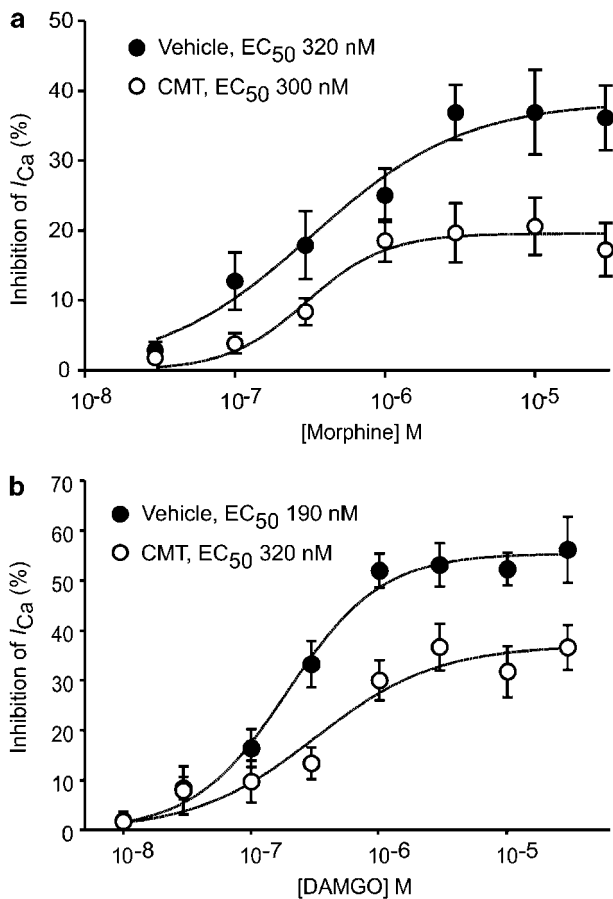 a
50
40
30
20
10
0
Inhibition of I_Ca (%)
Vehicle, EC₅₀ 320 nM
CMT, EC₅₀ 300 nM
10⁻⁸
10⁻⁷
10⁻⁶
10⁻⁵
[Morphine] M
b
70
60
50
40
30
20
10
0
Inhibition of I_Ca (%)
Vehicle, EC₅₀ 190 nM
CMT, EC₅₀ 320 nM
10⁻⁸
10⁻⁷
10⁻⁶
10⁻⁵
[DAMGO] M